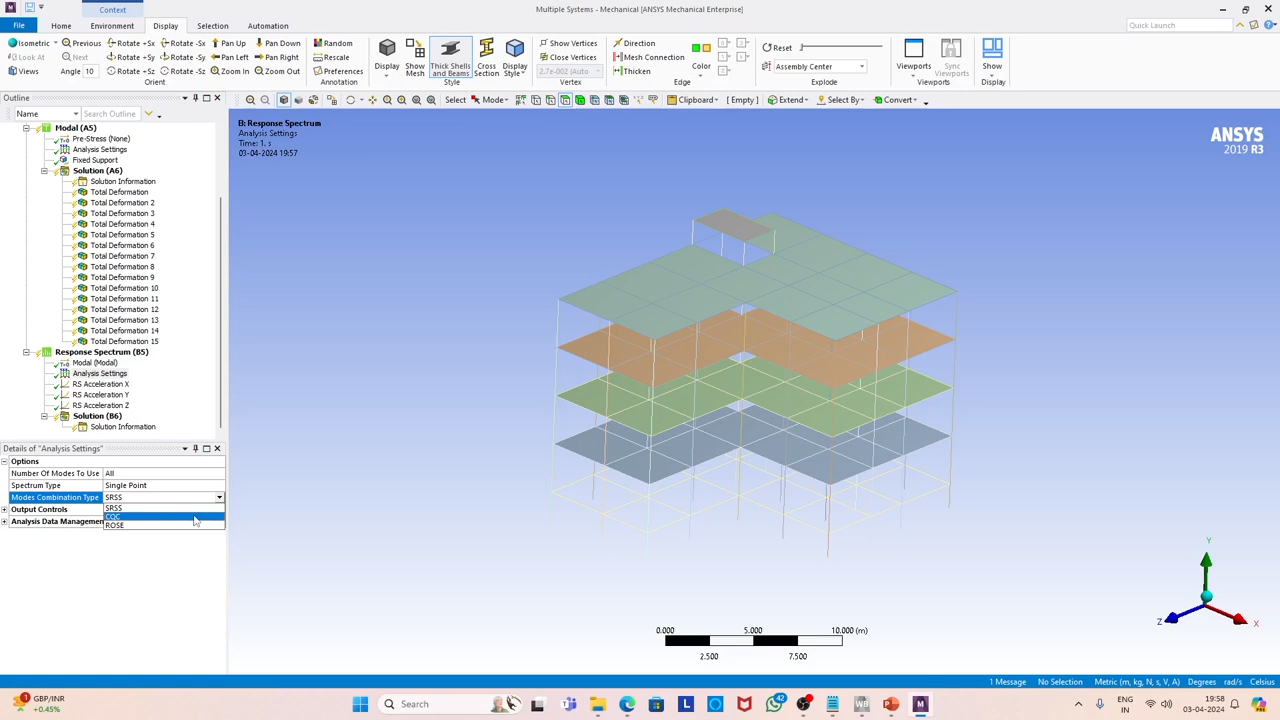 Context
Multiple Systems - Mechanical [ANSYS Mechanical Enterprise]
File
Home
Environment
Display
Selection
Automation
Quick Launch
Isometric
Previous
Rotate +Sx
Rotate -Sx
Pan Up
Pan Down
Look At
Next
Rotate +Sy
Rotate -Sy
Pan Left
Pan Right
Views
Angle 10
Rotate +Sz
Rotate -Sz
Zoom In
Zoom Out
Orient
Random
Rescale
Preferences
Annotation
Display
Show Mesh
Thick Shells and Beams
Cross Section
Display Style
Style
Show Vertices
Close Vertices
2.7e-002 (Auto
Vertex
Direction
Mesh Connection
Thicken
Color
Edge
Reset
Assembly Center
Explode
Viewports
Sync Viewports
Viewports
Show
Display
Outline
Name
Search Outline
Select
Mode
Clipboard
[ Empty ]
Extend
Select By
Convert
Modal (A5)
Pre-Stress (None)
Analysis Settings
Fixed Support
Solution (A6)
Solution Information
Total Deformation
Total Deformation 2
Total Deformation 3
Total Deformation 4
Total Deformation 5
Total Deformation 6
Total Deformation 7
Total Deformation 8
Total Deformation 9
Total Deformation 10
Total Deformation 11
Total Deformation 12
Total Deformation 13
Total Deformation 14
Total Deformation 15
Response Spectrum (B5)
Modal (Modal)
Analysis Settings
RS Acceleration X
RS Acceleration Y
RS Acceleration Z
Solution (B6)
Solution Information
Details of "Analysis Settings"
Options
Number Of Modes To Use All
Spectrum Type Single Point
Modes Combination Type SRSS
Output Controls
Analysis Data Managemen
SRSS
CQC
ROSE
B: Response Spectrum
Analysis Settings
Time: 1. s
03-04-2024 19:57
ANSYS
2019 R3
Y
Z
X
0.000
5.000
10.000 (m)
2.500
7.500
1 Message
No Selection
Metric (m, kg, N, s, V, A)
Degrees
rad/s
Celsius
1
GBP/INR
+0.45%
Search
L
42
WB
M
ENG
IN
19:58
03-04-2024